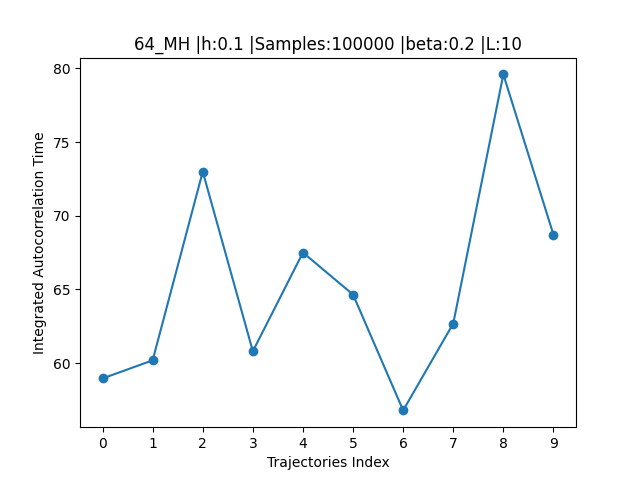 64_MH |h:0.1 |Samples:100000 |beta:0.2 |L:10
Integrated Autocorrelation Time
80
75
70
65
60
0 1 2 3 4 5 6 7 8 9
Trajectories Index